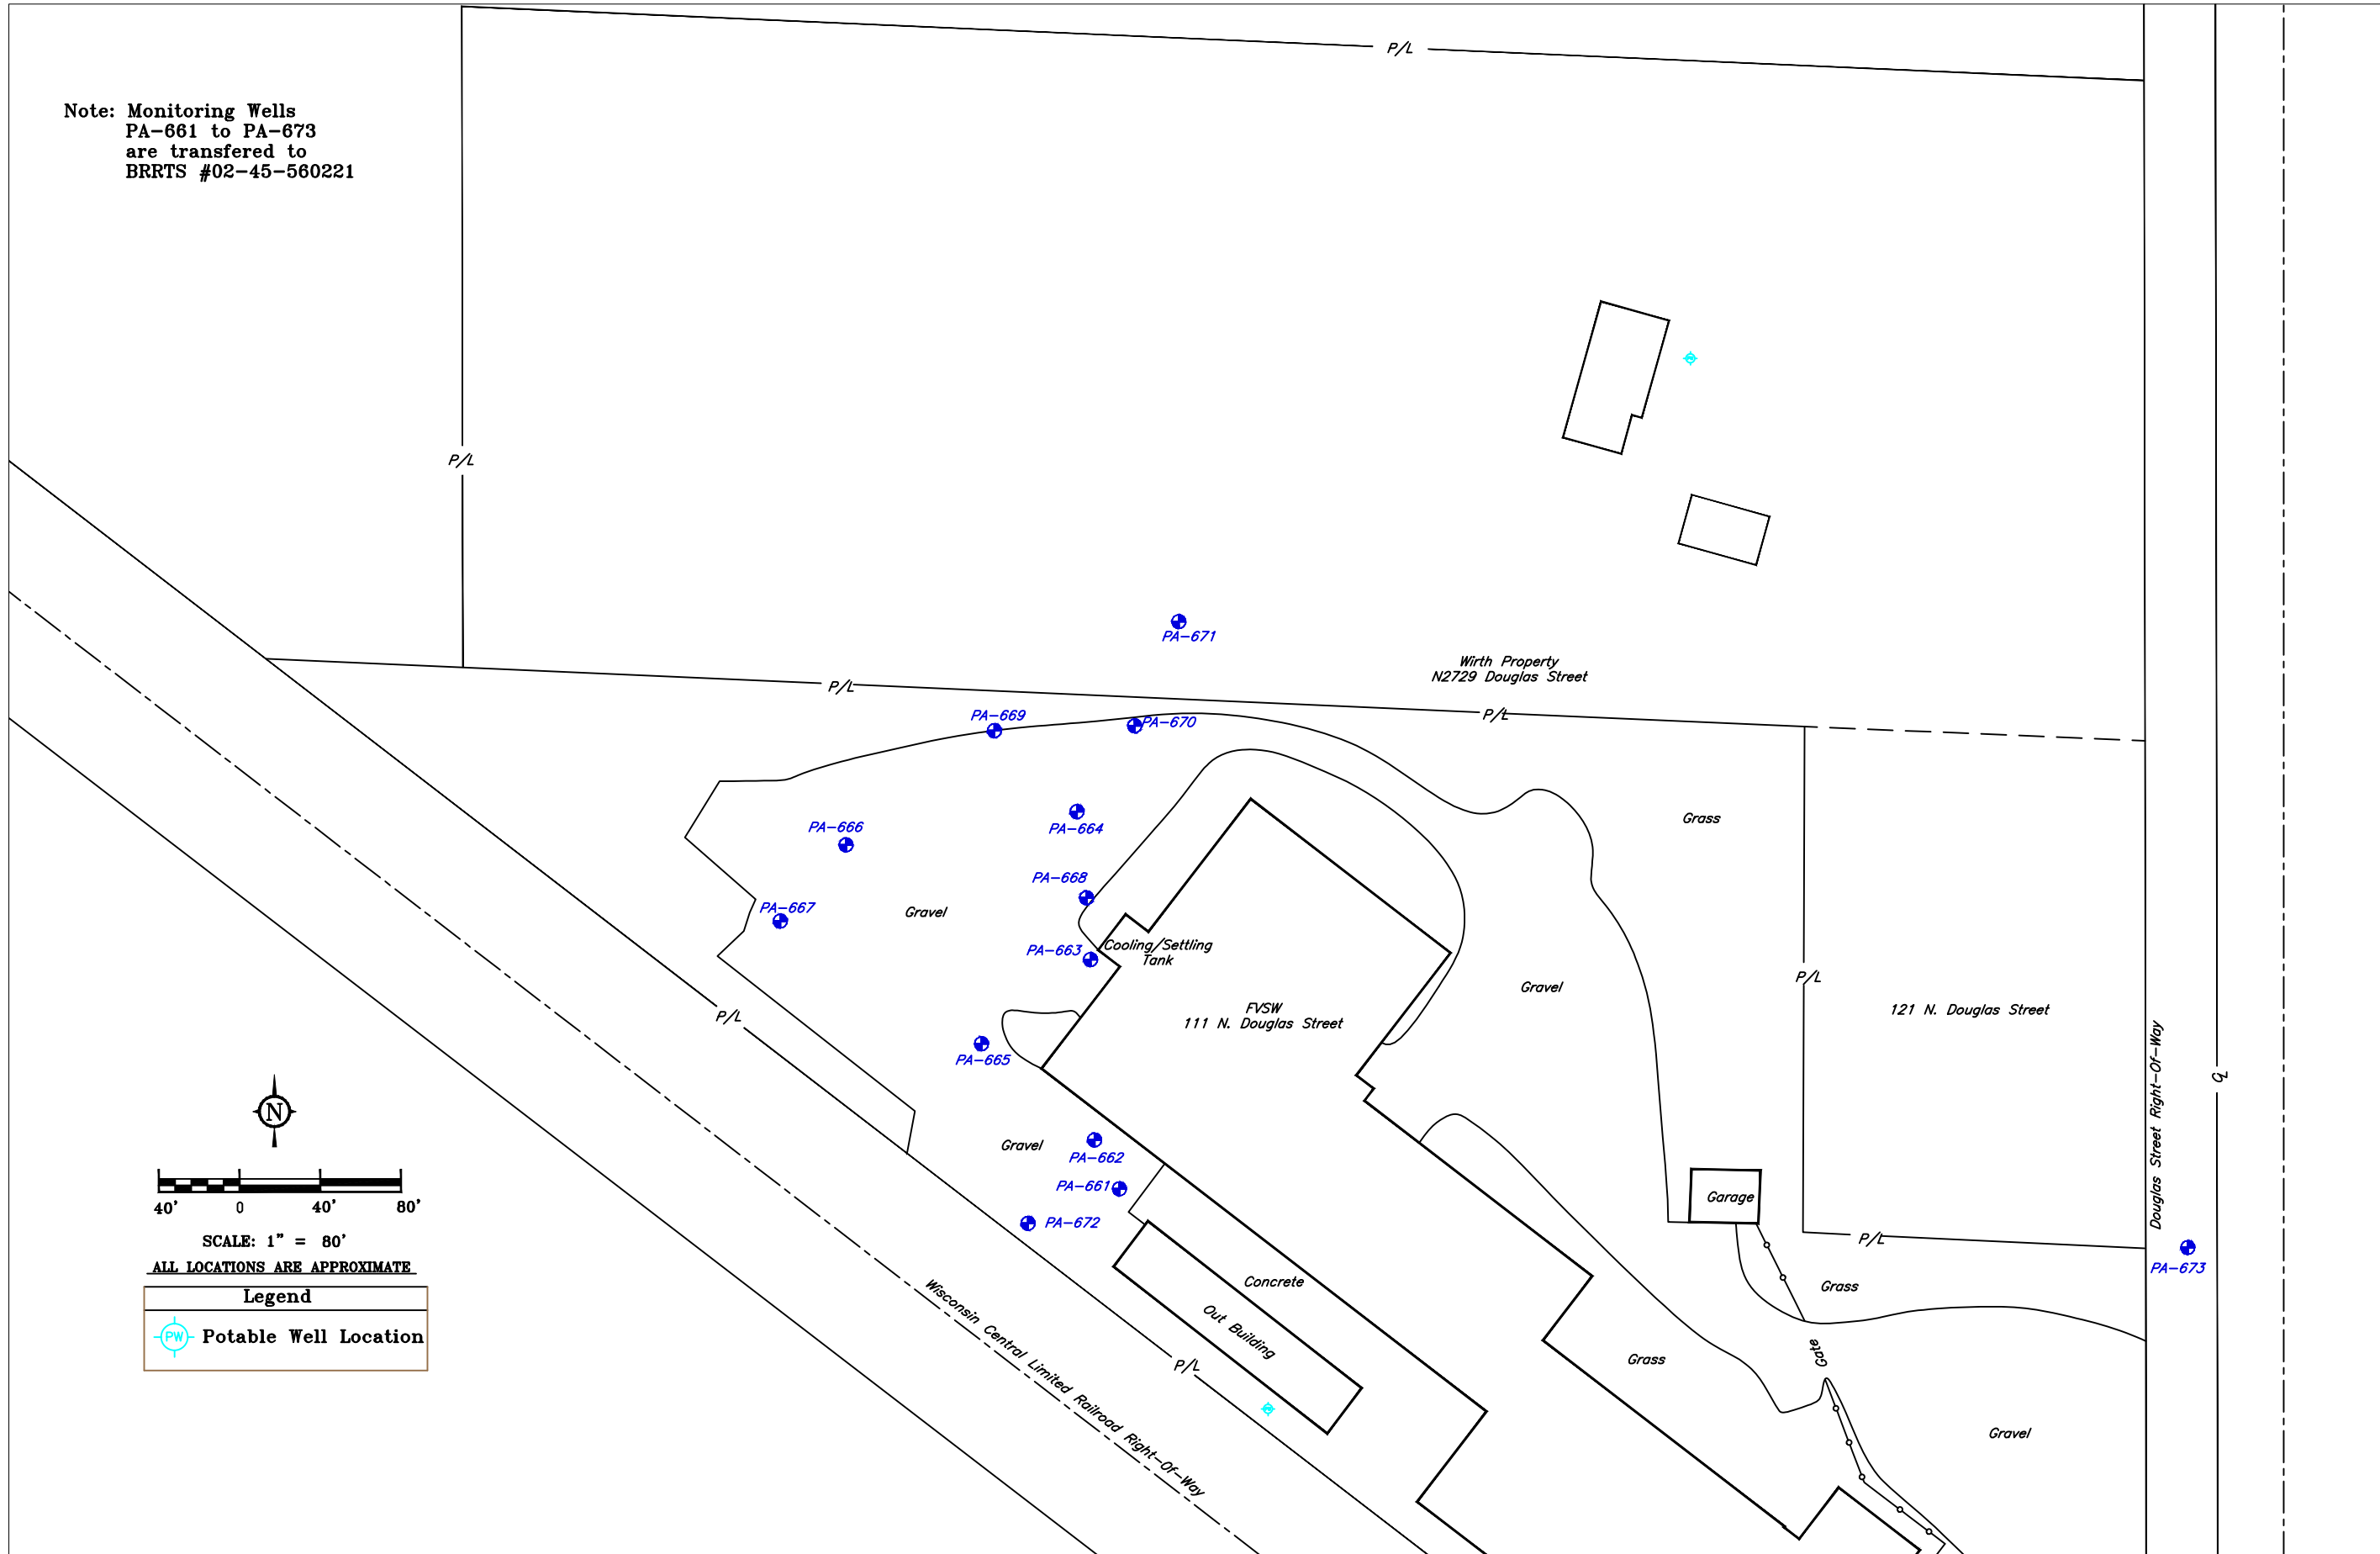 P/L
Note: Monitoring Wells
PA-661 to PA-673
are transfered to
BRRTS #02-45-560221
P/L
PA-671
Wirth Property
N2729 Douglas Street
P/L
P/L
PA-669
PA-670
PA-666
PA-664
Grass
PA-668
PA-667
Gravel
PA-663
Cooling/Settling
Tank
P/L
Gravel
FVSW
111 N. Douglas Street
121 N. Douglas Street
P/L
PA-665
Douglas Street Right-Of-Way
CL
N
Gravel
PA-662
PA-661
PA-672
Garage
P/L
PA-673
40' 0 40' 80'
SCALE: 1" = 80'
ALL LOCATIONS ARE APPROXIMATE
Legend
PW Potable Well Location
Concrete
Out Building
Grass
Wisconsin Central Limited Railroad Right-Of-Way
P/L
Grass
Gate
Gravel